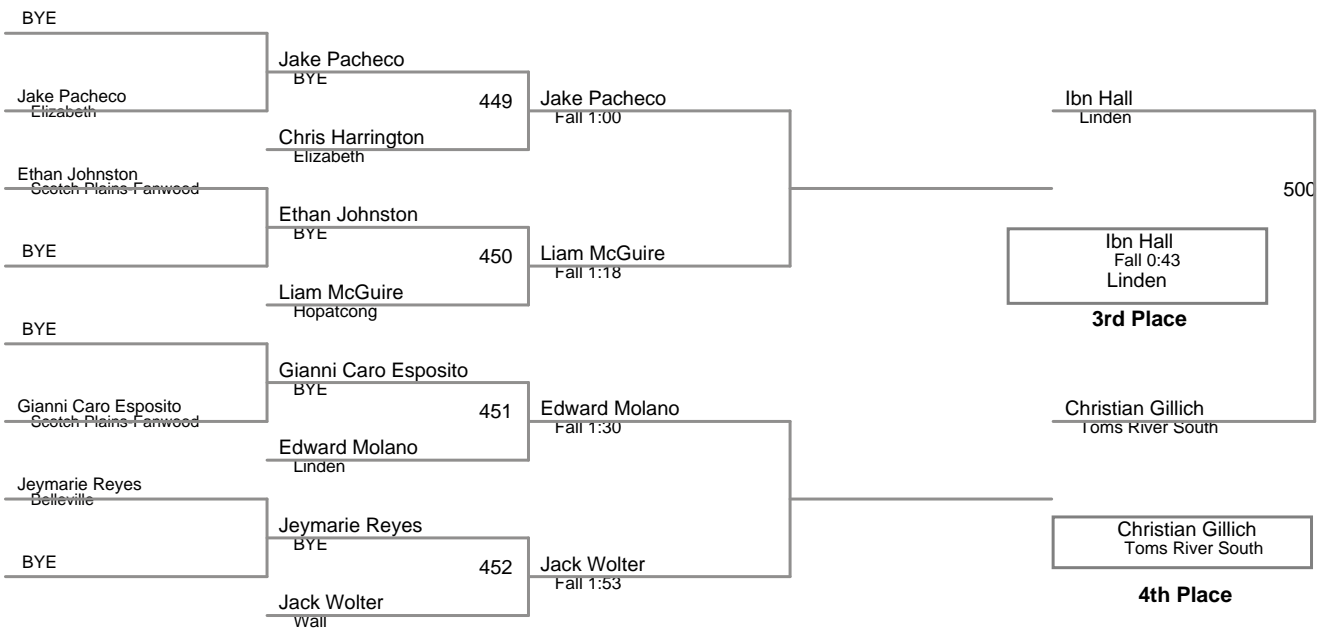 BYE
Jake Pacheco
Elizabeth
Ethan Johnston
Scotch Plains-Fanwood
BYE
BYE
Gianni Caro Esposito
Scotch Plains-Fanwood
Jeymarie Reyes
Belleville
BYE
Jake Pacheco
BYE
449
Chris Harrington
Elizabeth
Ethan Johnston
BYE
450
Liam McGuire
Hopatcong
Gianni Caro Esposito
BYE
451
Edward Molano
Linden
Jeymarie Reyes
BYE
452
Jack Wolter
Wall
Jake Pacheco
Fall 1:00
Liam McGuire
Fall 1:18
Edward Molano
Fall 1:30
Jack Wolter
Fall 1:53
Ibn Hall
Linden
500
Ibn Hall
Fall 0:43
Linden
3rd Place
Christian Gillich
Toms River South
Christian Gillich
Toms River South
4th Place